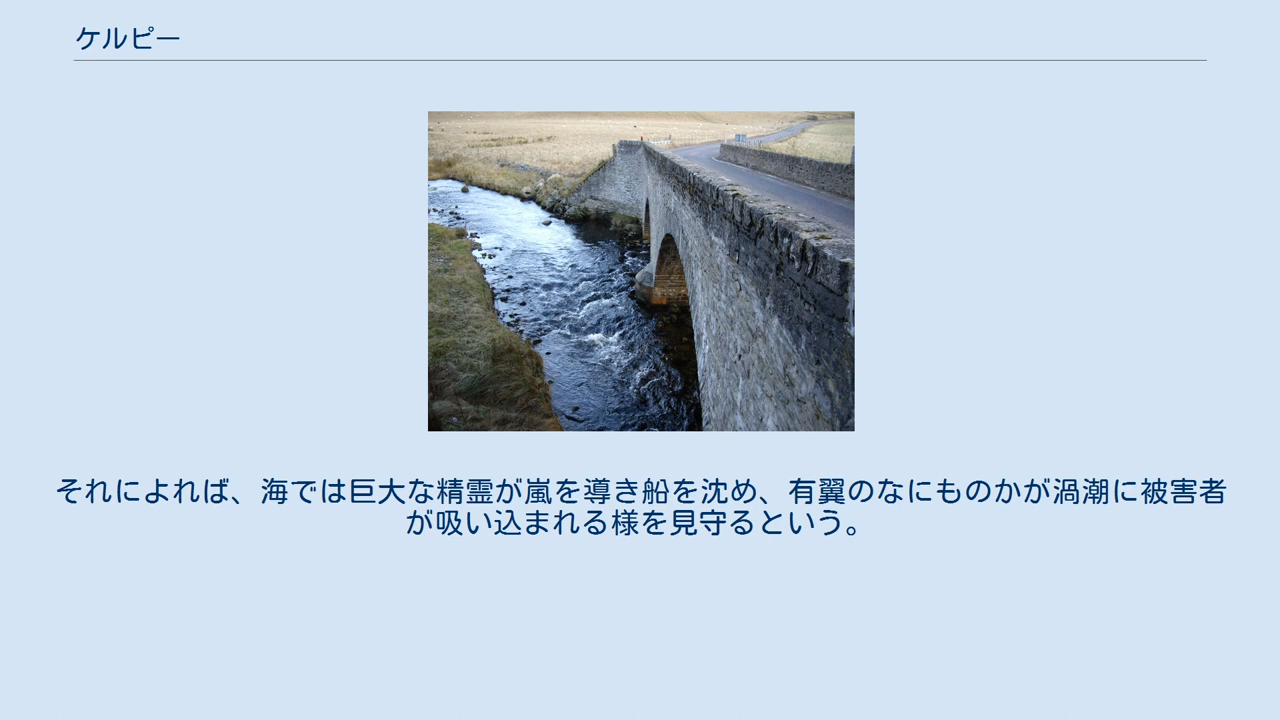 ケルピー
それによれば、海では巨大な精霊が嵐を導き船を沈め、有翼のなにものかが渦潮に被害者
が吸い込まれる様を見守るという。